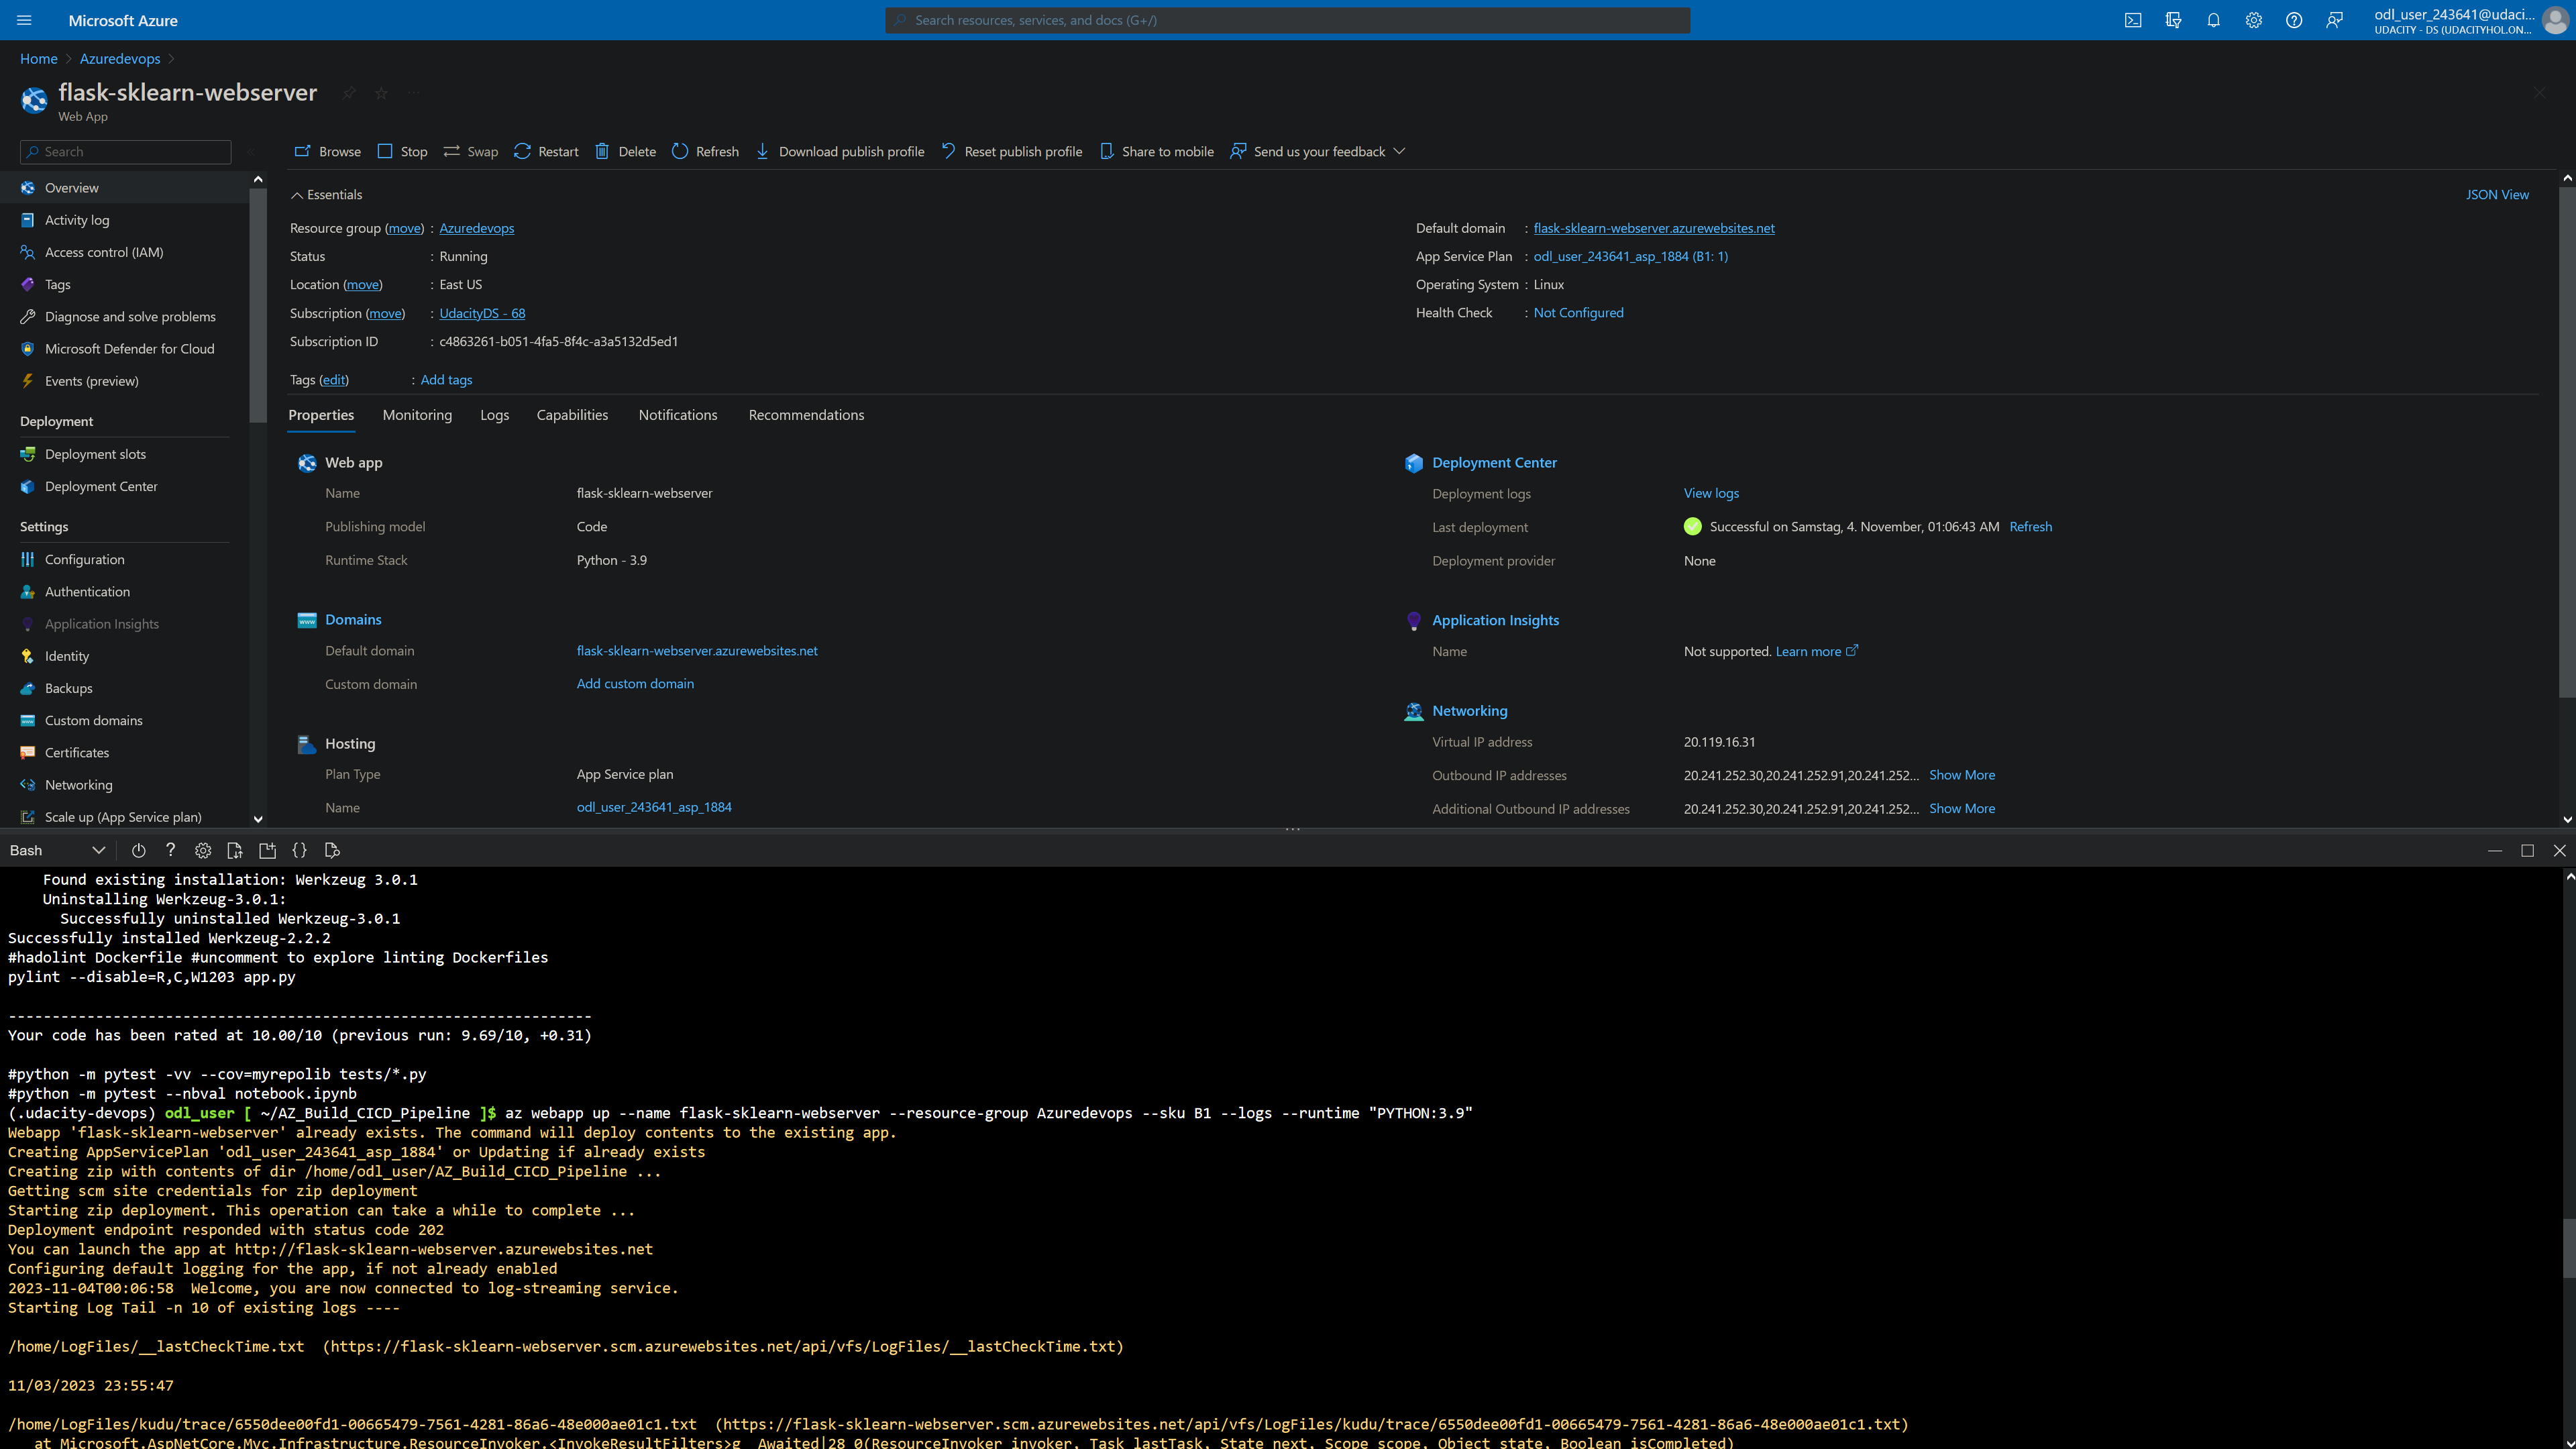 Microsoft Azure
Search resources, services, and docs (G+/)
odl_user_243641@udaci...
UDACITY - DS (UDACITYHOL.ON...
Home > Azuredevops >
flask-sklearn-webserver
Web App
Search
Browse Stop Swap Restart Delete Refresh Download publish profile Reset publish profile Share to mobile Send us your feedback
Overview
Activity log
Access control (IAM)
Tags
Diagnose and solve problems
Microsoft Defender for Cloud
Events (preview)
Deployment
Deployment slots
Deployment Center
Settings
Configuration
Authentication
Application Insights
Identity
Backups
Custom domains
Certificates
Networking
Scale up (App Service plan)
Essentials
JSON View
Resource group (move) : Azuredevops
Status : Running
Location (move) : East US
Subscription (move) : UdacityDS - 68
Subscription ID : c4863261-b051-4fa5-8f4c-a3a5132d5ed1
Tags (edit) : Add tags
Default domain : flask-sklearn-webserver.azurewebsites.net
App Service Plan : odl_user_243641_asp_1884 (B1: 1)
Operating System : Linux
Health Check : Not Configured
Properties Monitoring Logs Capabilities Notifications Recommendations
Web app
Name flask-sklearn-webserver
Publishing model Code
Runtime Stack Python - 3.9
Domains
Default domain flask-sklearn-webserver.azurewebsites.net
Custom domain Add custom domain
Hosting
Plan Type App Service plan
Name odl_user_243641_asp_1884
Deployment Center
Deployment logs View logs
Last deployment Successful on Samstag, 4. November, 01:06:43 AM Refresh
Deployment provider None
Application Insights
Name Not supported. Learn more
Networking
Virtual IP address 20.119.16.31
Outbound IP addresses 20.241.252.30,20.241.252.91,20.241.252... Show More
Additional Outbound IP addresses 20.241.252.30,20.241.252.91,20.241.252... Show More
Bash
Found existing installation: Werkzeug 3.0.1
Uninstalling Werkzeug-3.0.1:
Successfully uninstalled Werkzeug-3.0.1
Successfully installed Werkzeug-2.2.2
#hadolint Dockerfile #uncomment to explore linting Dockerfiles
pylint --disable=R,C,W1203 app.py
-------------------------------------------------------------------
Your code has been rated at 10.00/10 (previous run: 9.69/10, +0.31)
#python -m pytest -vv --cov=myrepolib tests/*.py
#python -m pytest --nbval notebook.ipynb
(.udacity-devops) odl_user [ ~/AZ_Build_CICD_Pipeline ]$ az webapp up --name flask-sklearn-webserver --resource-group Azuredevops --sku B1 --logs --runtime "PYTHON:3.9"
Webapp 'flask-sklearn-webserver' already exists. The command will deploy contents to the existing app.
Creating AppServicePlan 'odl_user_243641_asp_1884' or Updating if already exists
Creating zip with contents of dir /home/odl_user/AZ_Build_CICD_Pipeline ...
Getting scm site credentials for zip deployment
Starting zip deployment. This operation can take a while to complete ...
Deployment endpoint responded with status code 202
You can launch the app at http://flask-sklearn-webserver.azurewebsites.net
Configuring default logging for the app, if not already enabled
2023-11-04T00:06:58 Welcome, you are now connected to log-streaming service.
Starting Log Tail -n 10 of existing logs ----
/home/LogFiles/__lastCheckTime.txt (https://flask-sklearn-webserver.scm.azurewebsites.net/api/vfs/LogFiles/__lastCheckTime.txt)
11/03/2023 23:55:47
/home/LogFiles/kudu/trace/6550dee00fd1-00665479-7561-4281-86a6-48e000ae01c1.txt (https://flask-sklearn-webserver.scm.azurewebsites.net/api/vfs/LogFiles/kudu/trace/6550dee00fd1-00665479-7561-4281-86a6-48e000ae01c1.txt)
at Microsoft.AspNetCore.Mvc.Infrastructure.ResourceInvoker.<InvokeResultFilters>g__Awaited|28_0(ResourceInvoker invoker, Task lastTask, State next, Scope scope, Object state, Boolean isCompleted)